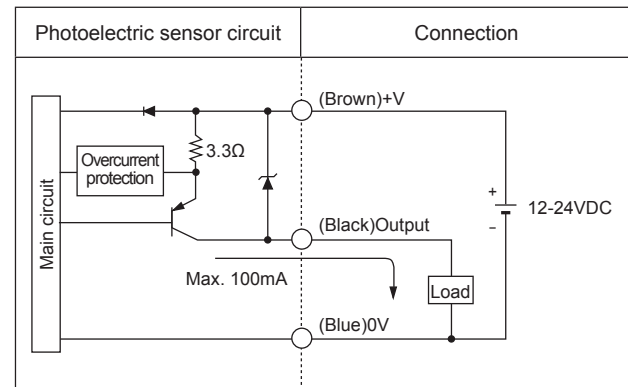 Photoelectric sensor circuit
Connection
(Brown)+V
3.3Ω
Overcurrent
protection
Main circuit
+
12-24VDC
−
(Black)Output
Max. 100mA
Load
(Blue)0V